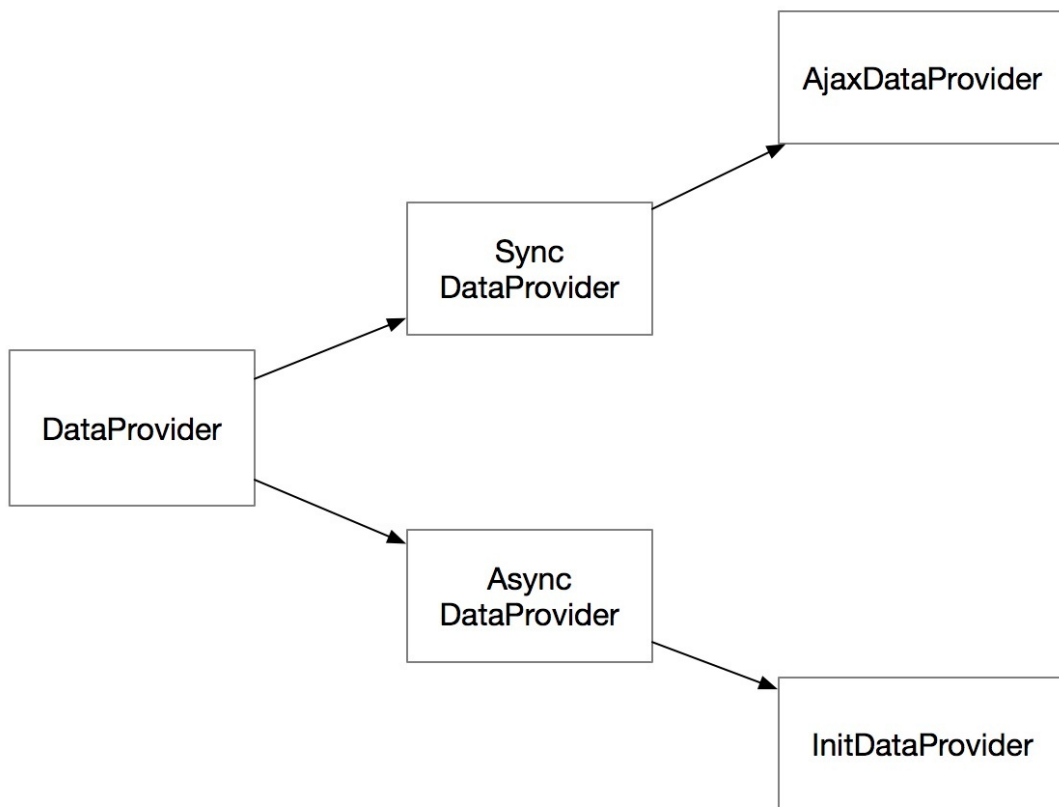 AjaxDataProvider
Sync
DataProvider
DataProvider
Async
DataProvider
InitDataProvider